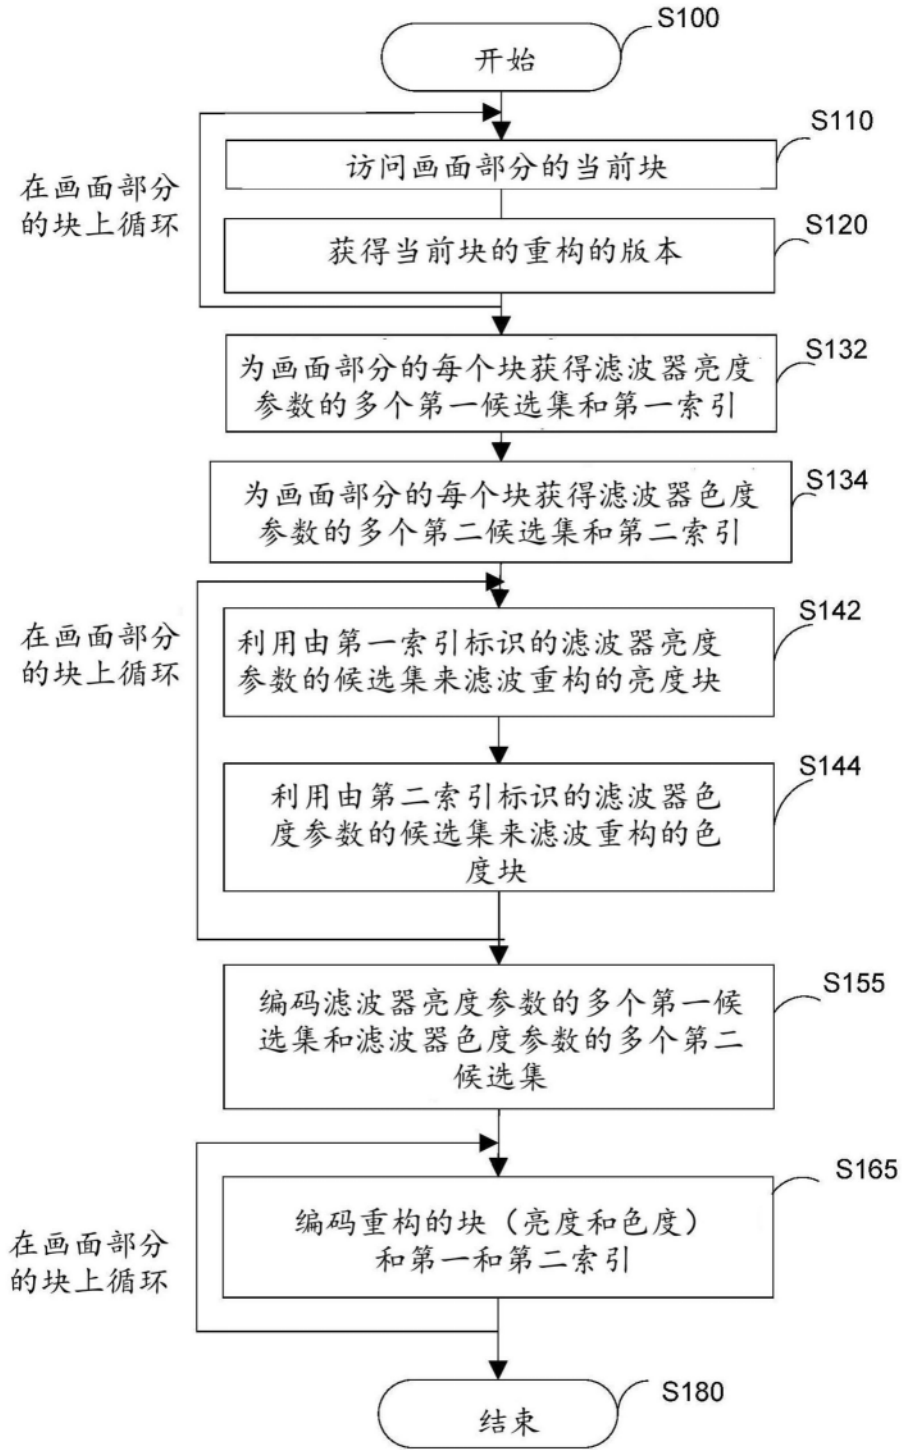 S100
开始
S110
访问画面部分的当前块
在画面部分
的块上循环
S120
获得当前块的重构的版本
S132
为画面部分的每个块获得滤波器亮度
参数的多个第一候选集和第一索引
S134
为画面部分的每个块获得滤波器色度
参数的多个第二候选集和第二索引
S142
在画面部分
的块上循环
利用由第一索引标识的滤波器亮度
参数的候选集来滤波重构的亮度块
S144
利用由第二索引标识的滤波器色
度参数的候选集来滤波重构的色
度块
S155
编码滤波器亮度参数的多个第一候
选集和滤波器色度参数的多个第二
候选集
S165
编码重构的块（亮度和色度）
和第一和第二索引
在画面部分
的块上循环
S180
结束